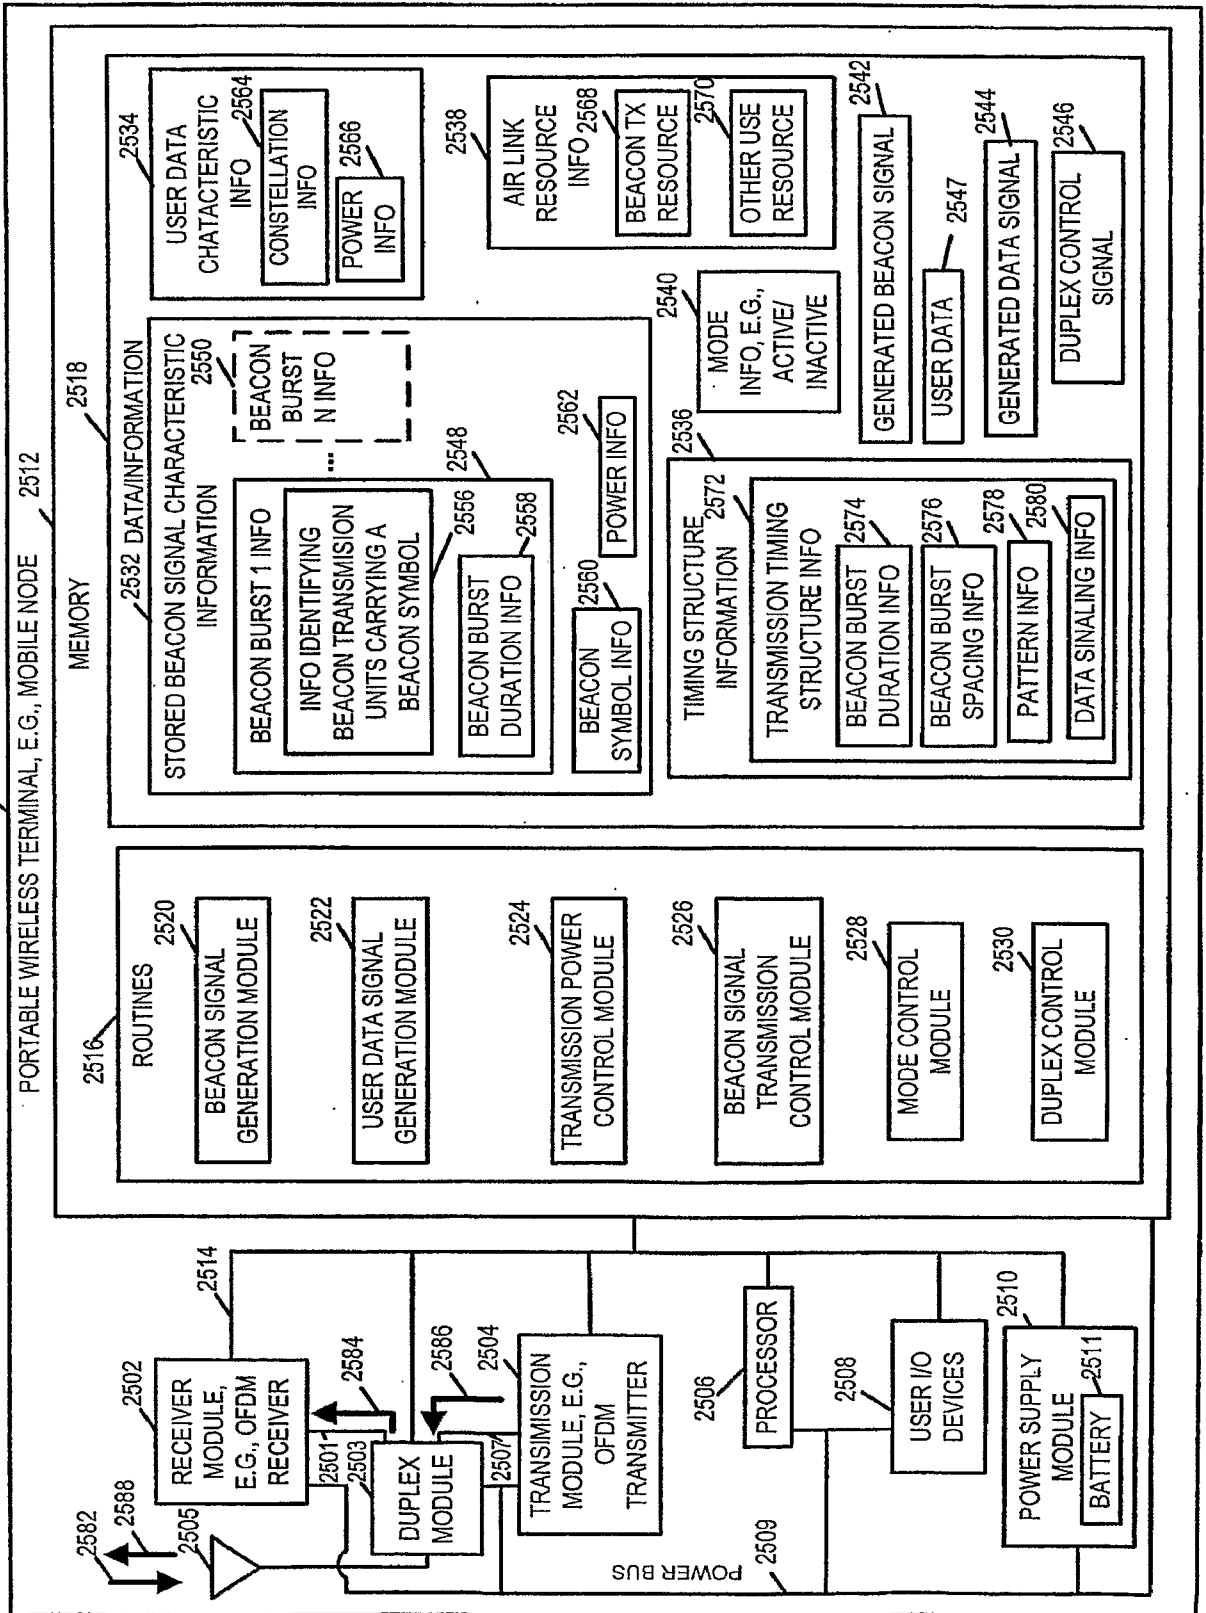 PORTABLE WIRELESS TERMINAL, E.G., MOBILE NODE 2512
2582
2588
2505
2502
RECEIVER
MODULE,
E.G., OFDM
RECEIVER
2514
2501
2584
2503
DUPLEX
MODULE
2586
2507
2504
TRANSMISSION
MODULE, E.G.,
OFDM
TRANSMITTER
2506
PROCESSOR
2508
USER I/O
DEVICES
2510
POWER SUPPLY
MODULE
2511
BATTERY
POWER BUS
2509
MEMORY
2516
ROUTINES
2520
BEACON SIGNAL
GENERATION MODULE
2522
USER DATA SIGNAL
GENERATION MODULE
2524
TRANSMISSION POWER
CONTROL MODULE
2526
BEACON SIGNAL
TRANSMISSION
CONTROL MODULE
2528
MODE CONTROL
MODULE
2530
DUPLEX CONTROL
MODULE
2518
DATA/INFORMATION
2532
STORED BEACON SIGNAL CHARACTERISTIC
INFORMATION
BEACON BURST 1 INFO
INFO IDENTIFYING
BEACON TRANSMISION
UNITS CARRYING A
BEACON SYMBOL
2556
BEACON BURST
DURATION INFO
2558
2548
...
2550
BEACON
BURST
N INFO
2560
BEACON
SYMBOL INFO
2562
POWER INFO
2534
USER DATA
CHATACTERISTIC
INFO
2564
CONSTELLATION
INFO
2566
POWER
INFO
2536
TIMING STRUCTURE
INFORMATION
2572
TRANSMISSION TIMING
STRUCTURE INFO
2574
BEACON BURST
DURATION INFO
2576
BEACON BURST
SPACING INFO
2578
PATTERN INFO
2580
DATA SINALING INFO
2538
AIR LINK
RESOURCE
INFO
2568
BEACON TX
RESOURCE
2570
OTHER USE
RESOURCE
2540
MODE
INFO, E.G.,
ACTIVE/
INACTIVE
2542
GENERATED BEACON SIGNAL
2547
USER DATA
2544
GENERATED DATA SIGNAL
2546
DUPLEX CONTROL
SIGNAL